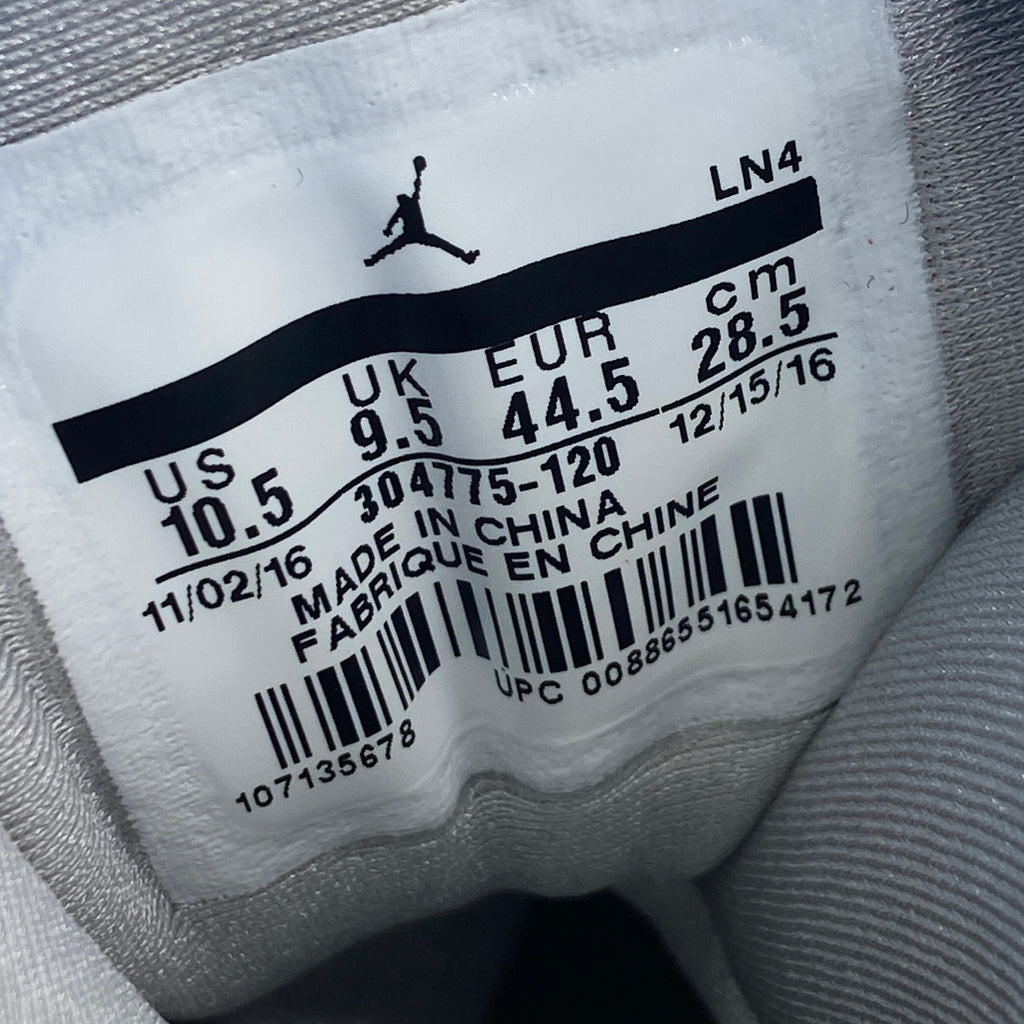 LN4
US UK EUR cm
10.5 9.5 44.5 28.5
11/02/16 304775-120 12/15/16
MADE IN CHINA
FABRIQUE EN CHINE
107135678 UPC 00886551654172